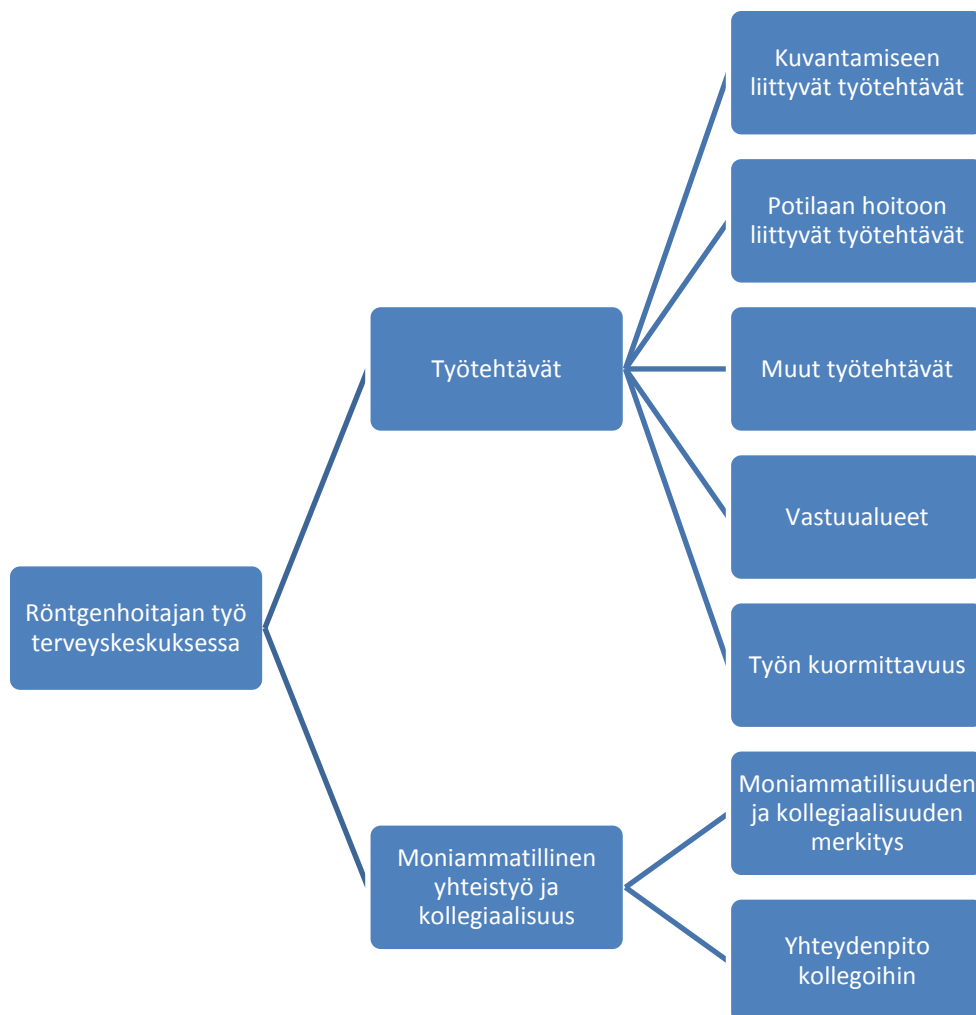 Röntgenhoitajan työ
terveyskeskuksessa
Työtehtävät
Kuvantamiseen
liittyvät työtehtävät
Potilaan hoitoon
liittyvät työtehtävät
Muut työtehtävät
Vastuualueet
Työn kuormittavuus
Moniammatillinen
yhteistyö ja
kollegiaalisuus
Moniammatillisuuden
ja kollegiaalisuuden
merkitys
Yhteydenpito
kollegoihin